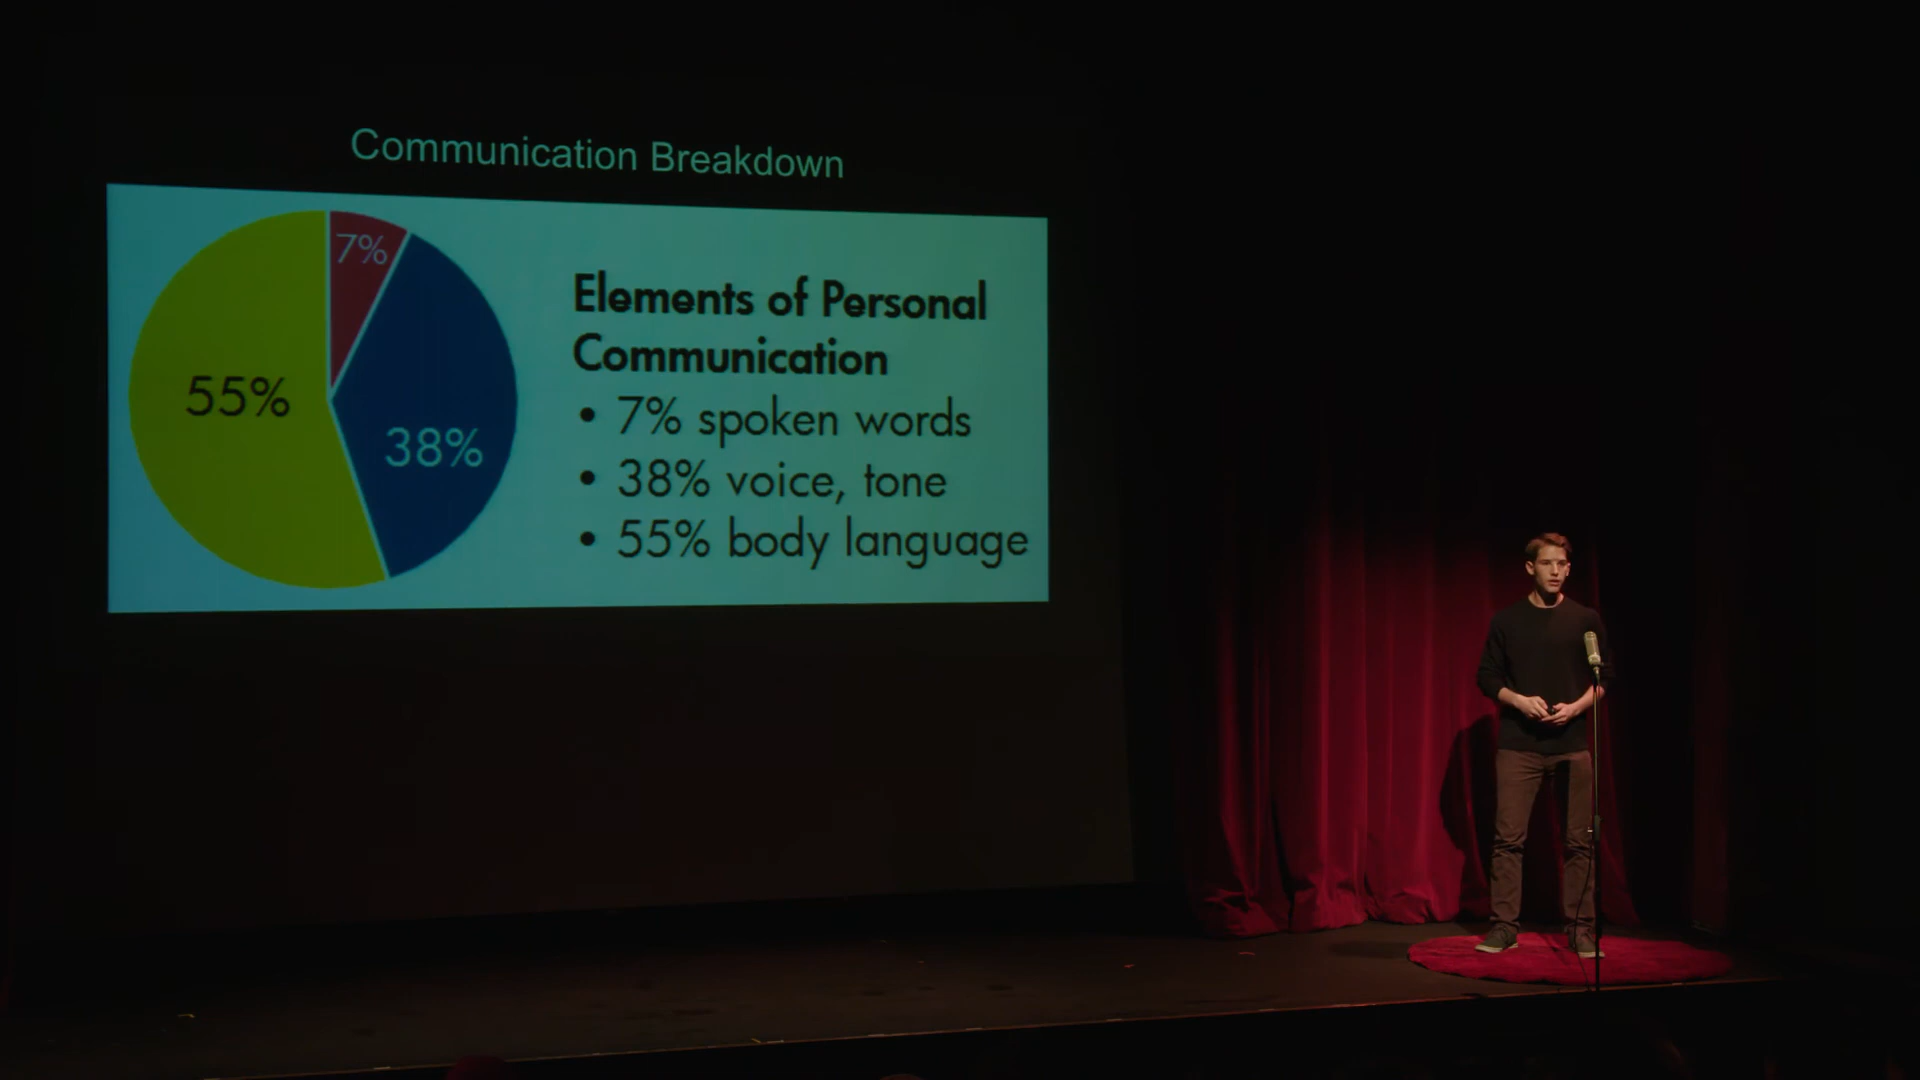 Communication Breakdown
7%
55%
38%
Elements of Personal
Communication
• 7% spoken words
• 38% voice, tone
• 55% body language